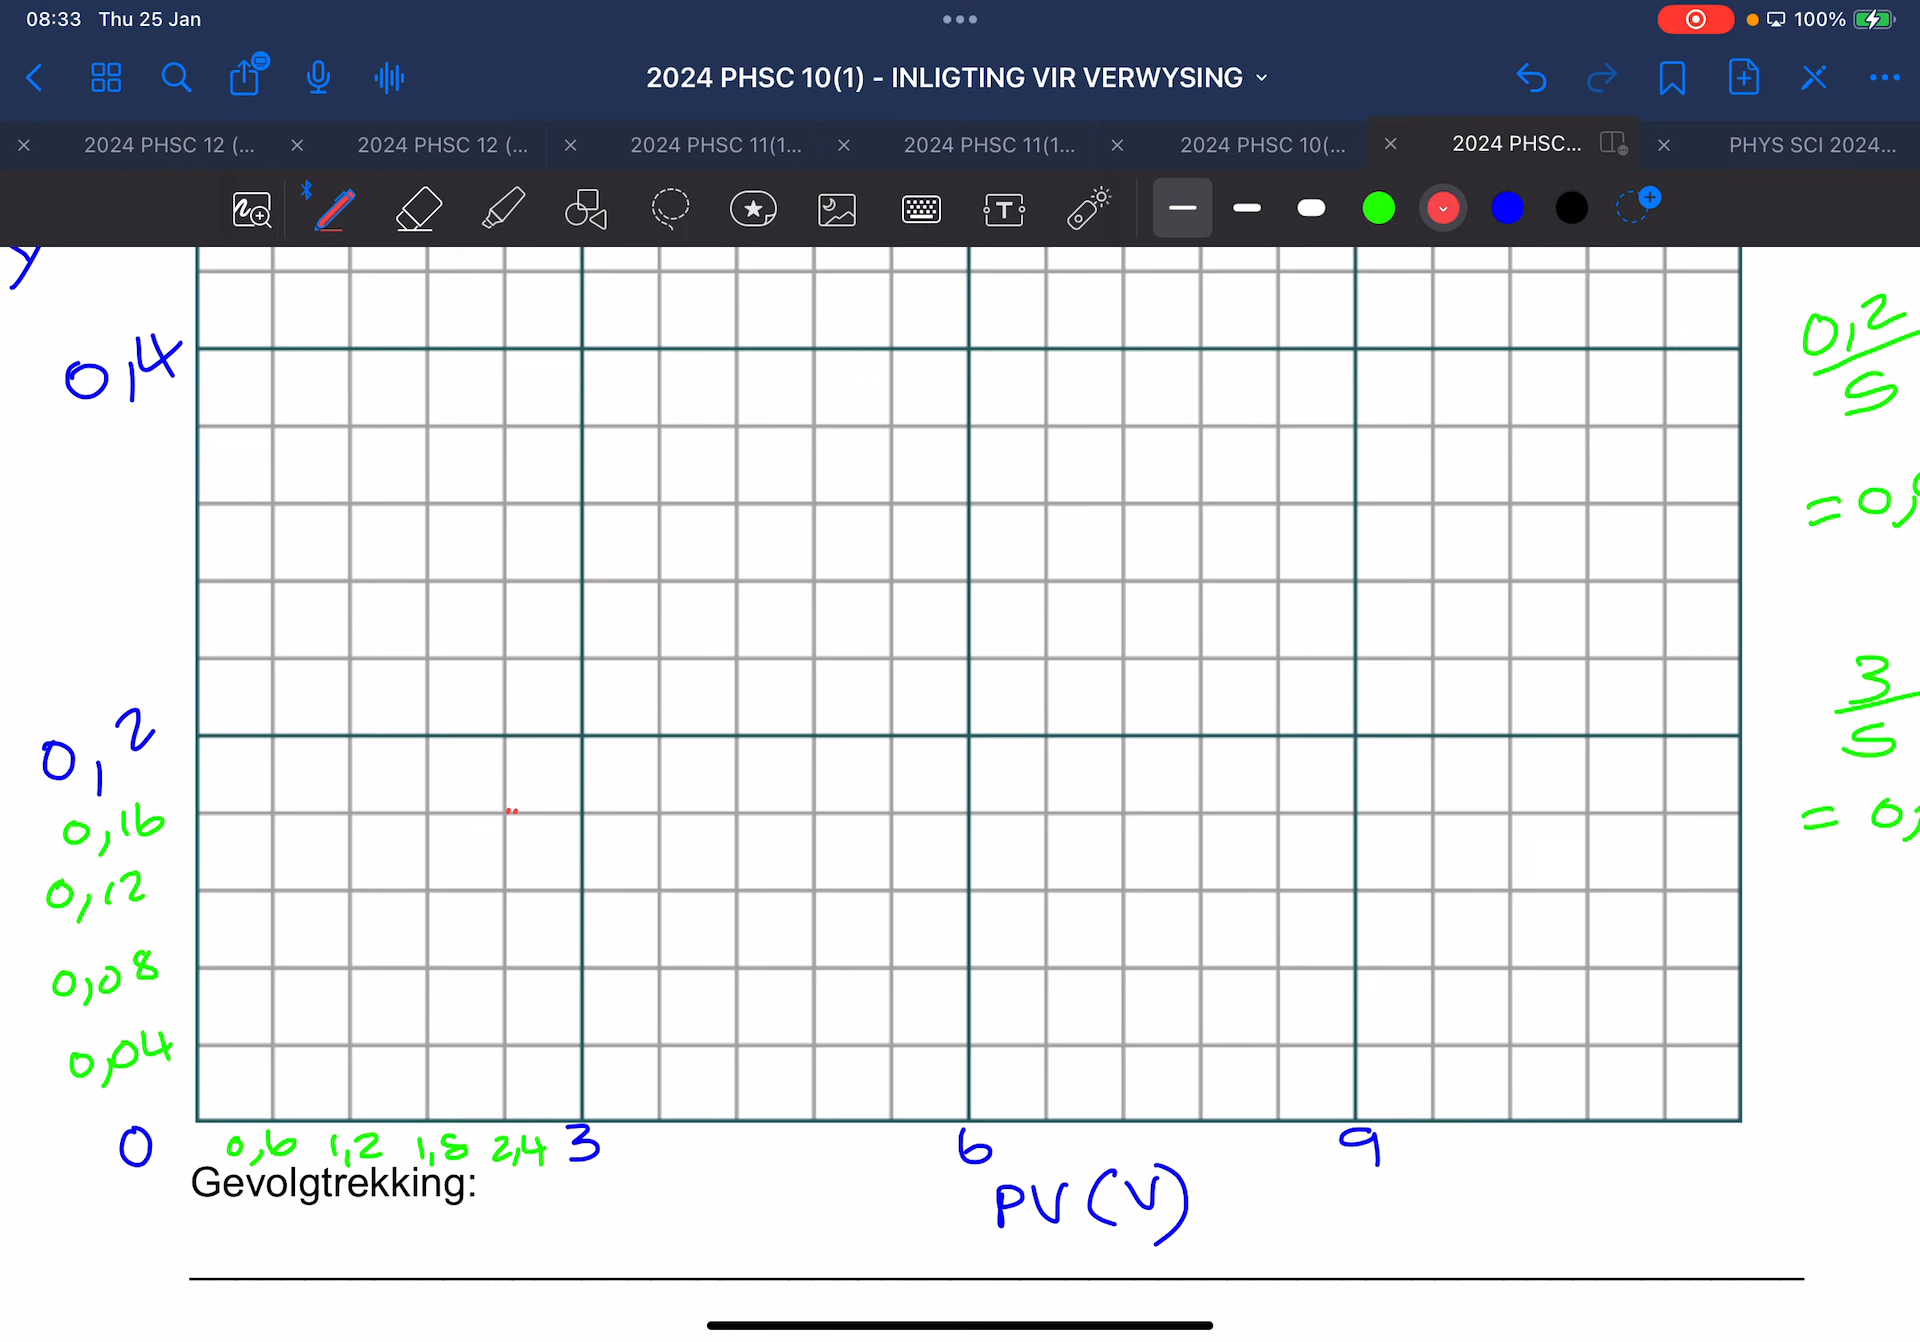 08:33 Thu 25 Jan
100%
2024 PHSC 10(1) - INLIGTING VIR VERWYSING
2024 PHSC 12 (...
2024 PHSC 12 (...
2024 PHSC 11(1...
2024 PHSC 11(1...
2024 PHSC 10(...
2024 PHSC...
PHYS SCI 2024...
T
y
0,4
0,2
0,16
0,12
0,08
0,04
0
0,6 1,2 1,8 2,4 3 6 9
PV (V)
0,2
5
= 0,
3
5
= 0,
Gevolgtrekking: